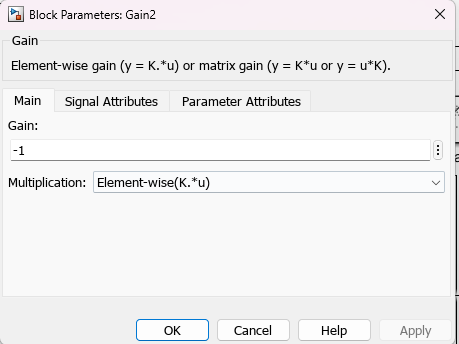 Block Parameters: Gain2
Gain
Element-wise gain (y = K.*u) or matrix gain (y = K*u or y = u*K).
Main Signal Attributes Parameter Attributes
Gain:
-1
Multiplication: Element-wise(K.*u)
OK Cancel Help Apply